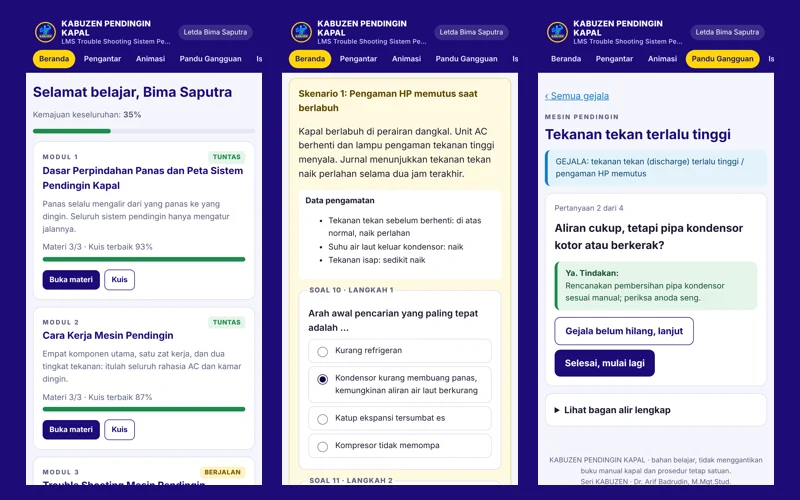 KABUZEN PENDINGIN
KAPAL
LMS Trouble Shooting Sistem Pe...
Letda Bima Saputra
Beranda
Pengantar
Animasi
Pandu Gangguan
Is
Selamat belajar, Bima Saputra
Kemajuan keseluruhan: 35%
MODUL 1
TUNTAS
Dasar Perpindahan Panas dan Peta Sistem
Pendingin Kapal
Panas selalu mengalir dari yang panas ke yang
dingin. Seluruh sistem pendingin hanya mengatur
jalannya.
Materi 3/3 · Kuis terbaik 93%
Buka materi
Kuis
MODUL 2
TUNTAS
Cara Kerja Mesin Pendingin
Empat komponen utama, satu zat kerja, dan dua
tingkat tekanan: itulah seluruh rahasia AC dan kamar
dingin.
Materi 3/3 · Kuis terbaik 87%
Buka materi
Kuis
MODUL 3
BERJALAN
Trouble Shooting Mesin Pendingin
KABUZEN PENDINGIN
KAPAL
LMS Trouble Shooting Sistem Pe...
Letda Bima Saputra
Beranda
Pengantar
Animasi
Pandu Gangguan
Is
Skenario 1: Pengaman HP memutus saat
berlabuh
Kapal berlabuh di perairan dangkal. Unit AC
berhenti dan lampu pengaman tekanan tinggi
menyala. Jurnal menunjukkan tekanan tekan
naik perlahan selama dua jam terakhir.
Data pengamatan
• Tekanan tekan sebelum berhenti: di atas
normal, naik perlahan
• Suhu air laut keluar kondensor: naik
• Tekanan isap: sedikit naik
SOAL 10 · LANGKAH 1
Arah awal pencarian yang paling tepat
adalah ...
Kurang refrigeran
Kondensor kurang membuang panas,
kemungkinan aliran air laut berkurang
Katup ekspansi tersumbat es
Kompresor tidak memompa
SOAL 11 · LANGKAH 2
KABUZEN PENDINGIN
KAPAL
LMS Trouble Shooting Sistem Pe...
Letda Bima Saputra
Beranda
Pengantar
Animasi
Pandu Gangguan
Is
‹ Semua gejala
MESIN PENDINGIN
Tekanan tekan terlalu tinggi
GEJALA: tekanan tekan (discharge) terlalu tinggi /
pengaman HP memutus
Pertanyaan 2 dari 4
Aliran cukup, tetapi pipa kondensor
kotor atau berkerak?
Ya. Tindakan:
Rencanakan pembersihan pipa kondensor
sesuai manual; periksa anoda seng.
Gejala belum hilang, lanjut
Selesai, mulai lagi
▶ Lihat bagan alir lengkap
KABUZEN PENDINGIN KAPAL · bahan belajar, tidak menggantikan
buku manual kapal dan prosedur tetap satuan.
Seri KABUZEN · Dr. Arif Badrudin, M.Mgt.Stud.